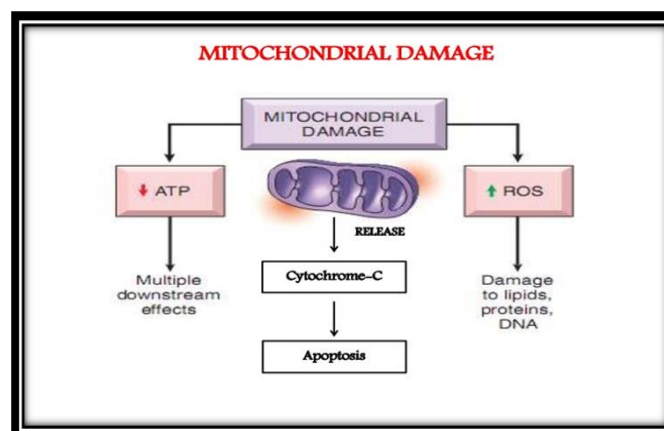 MITOCHONDRIAL DAMAGE
MITOCHONDRIAL
DAMAGE
↓ ATP
↑ ROS
RELEASE
Multiple
downstream
effects
Cytochrome-C
Damage
to lipids,
proteins,
DNA
Apoptosis